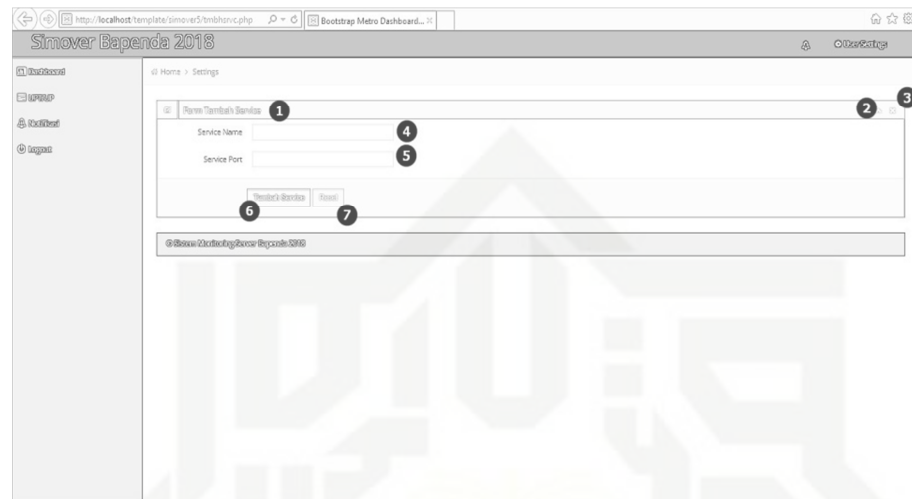 http://localhost/template/simover5/tmbhsrvc.php
Bootstrap Metro Dashboard...
Simover Bapenda 2018
User Settings
Dashboard
UPT/UP
Notifikasi
Logout
Home > Settings
Form Tambah Service
1
2
3
Service Name
4
Service Port
5
Tambah Service
Reset
6
7
© Sistem Monitoring Server Bapenda 2018